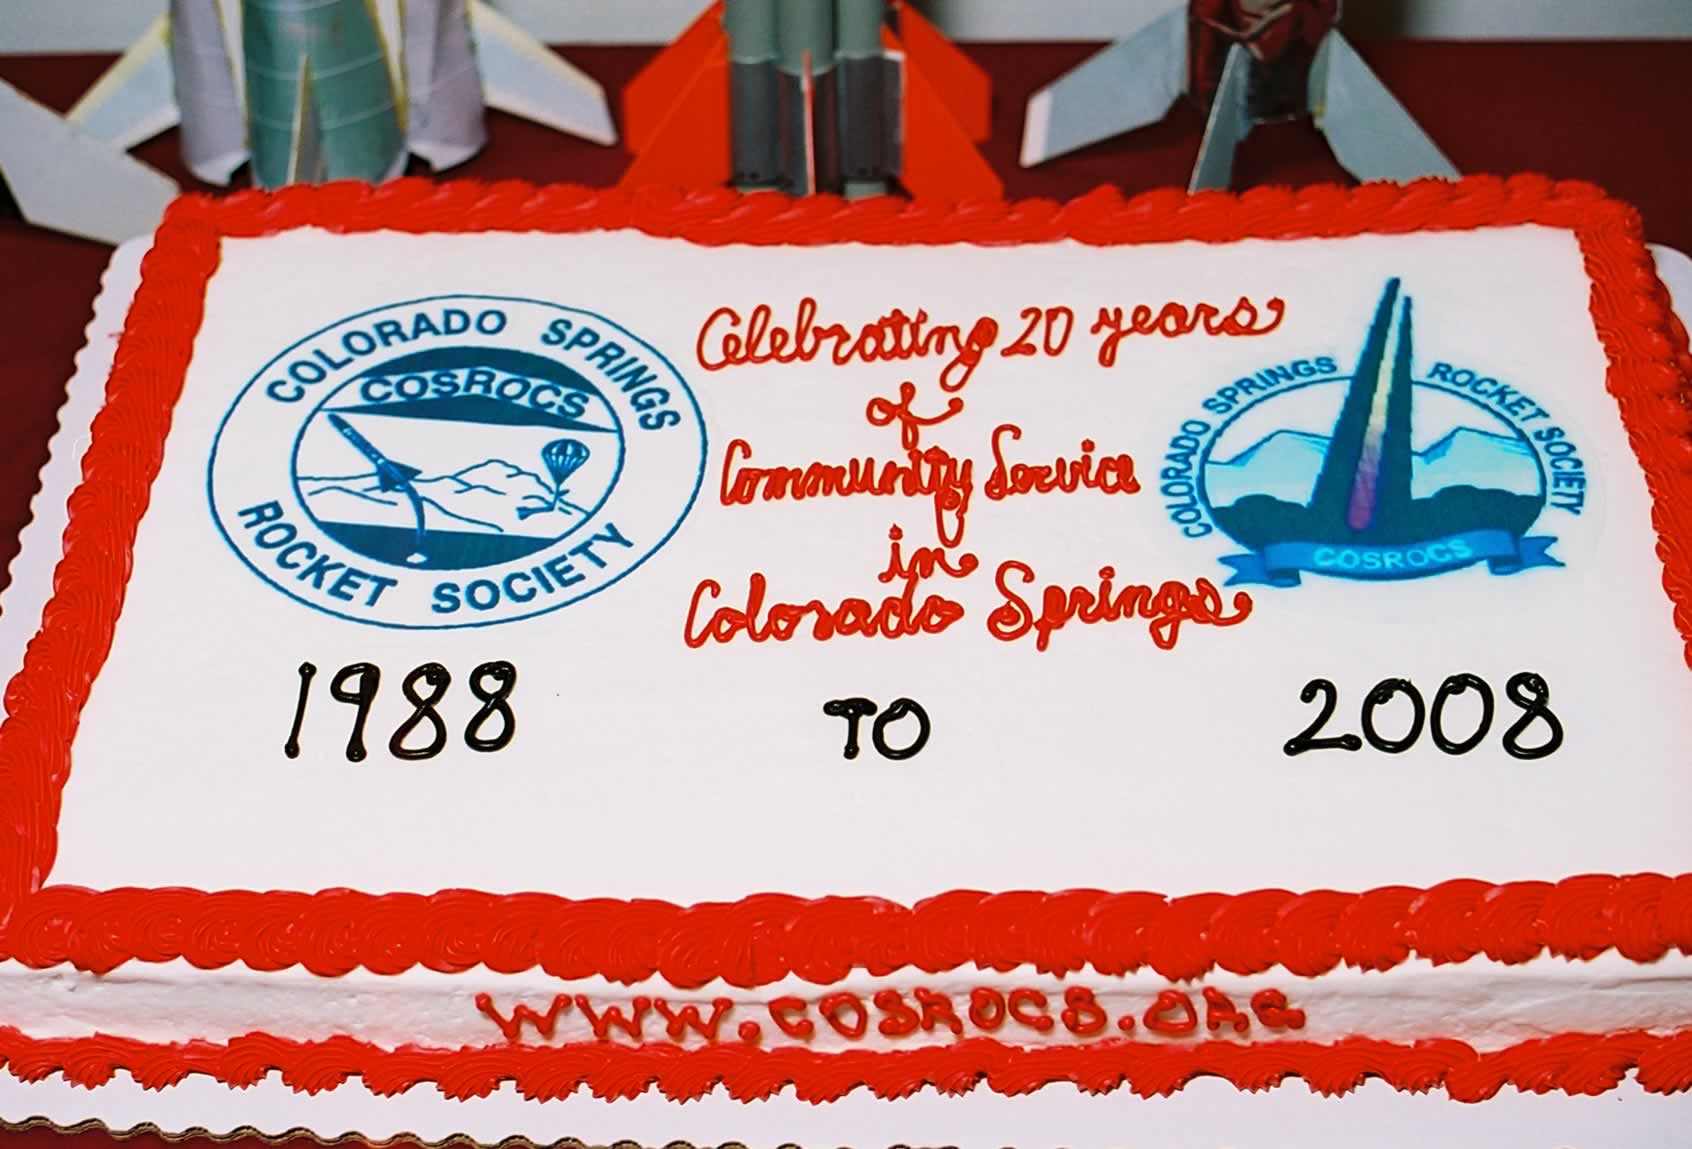 COLORADO SPRINGS
COSROCS
ROCKET SOCIETY
Celebrating 20 years
of
Community Service
in
Colorado Springs
COLORADO SPRINGS ROCKET SOCIETY
COSROCS
1988 TO 2008
WWW.COSROCS.ORG